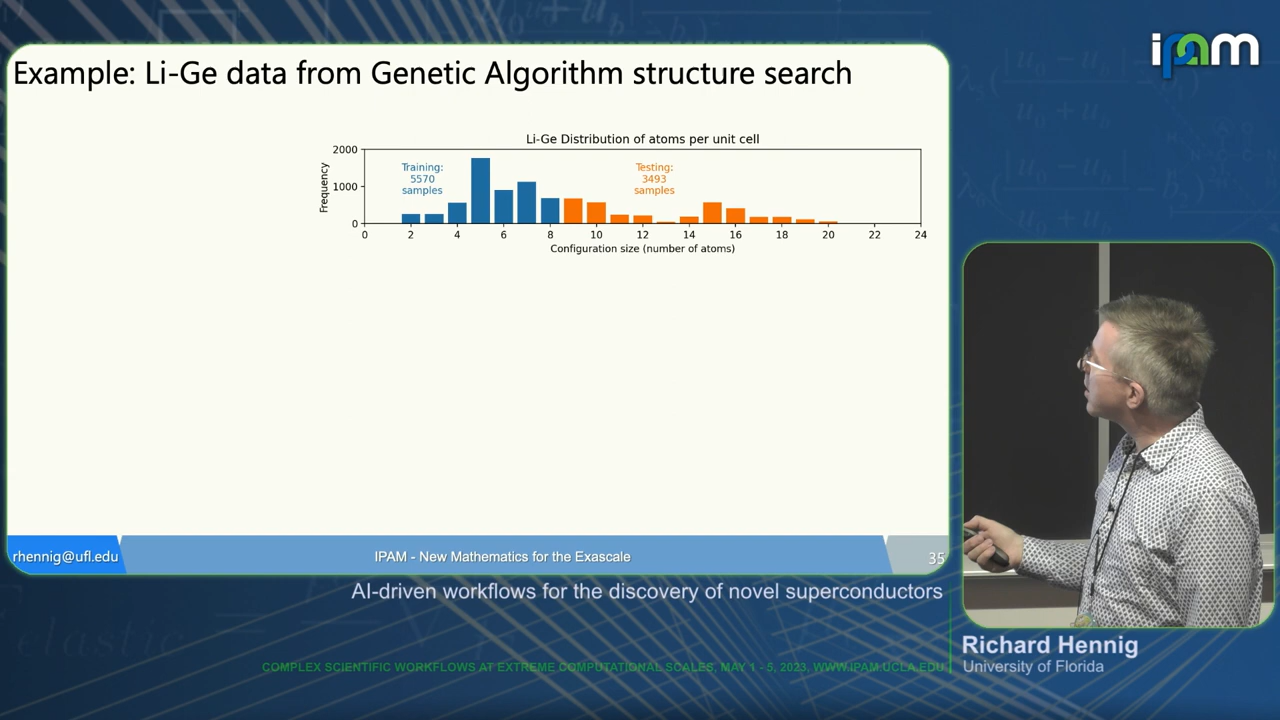 ipam
Example: Li-Ge data from Genetic Algorithm structure search
Li-Ge Distribution of atoms per unit cell
2000
1000
0
Frequency
Training:
5570
samples
Testing:
3493
samples
0 2 4 6 8 10 12 14 16 18 20 22 24
Configuration size (number of atoms)
rhennig@ufl.edu
IPAM - New Mathematics for the Exascale
35
AI-driven workflows for the discovery of novel superconductors
Richard Hennig
University of Florida
COMPLEX SCIENTIFIC WORKFLOWS AT EXTREME COMPUTATIONAL SCALES, MAY 1 - 5, 2023, WWW.IPAM.UCLA.EDU
elastic